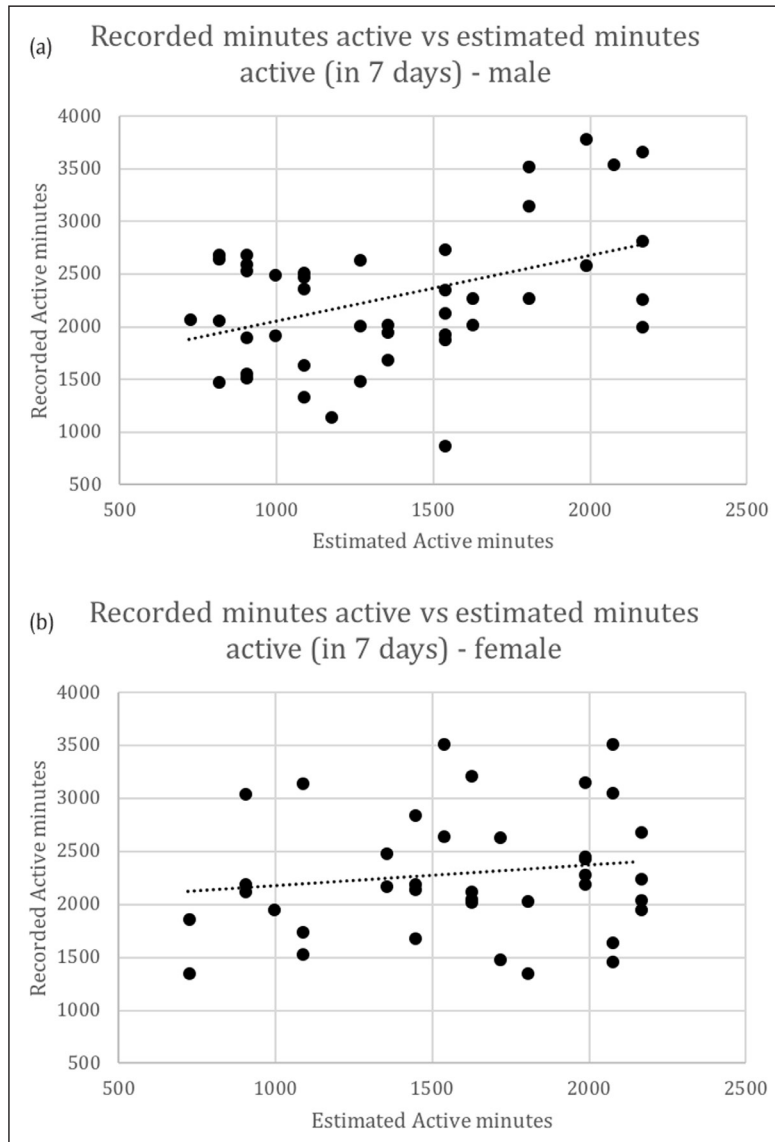 (a)
Recorded minutes active vs estimated minutes
active (in 7 days) - male
4000
3500
3000
2500
2000
1500
1000
500
Recorded Active minutes
500 1000 1500 2000 2500
Estimated Active minutes
(b)
Recorded minutes active vs estimated minutes
active (in 7 days) - female
4000
3500
3000
2500
2000
1500
1000
500
Recorded Active minutes
500 1000 1500 2000 2500
Estimated Active minutes